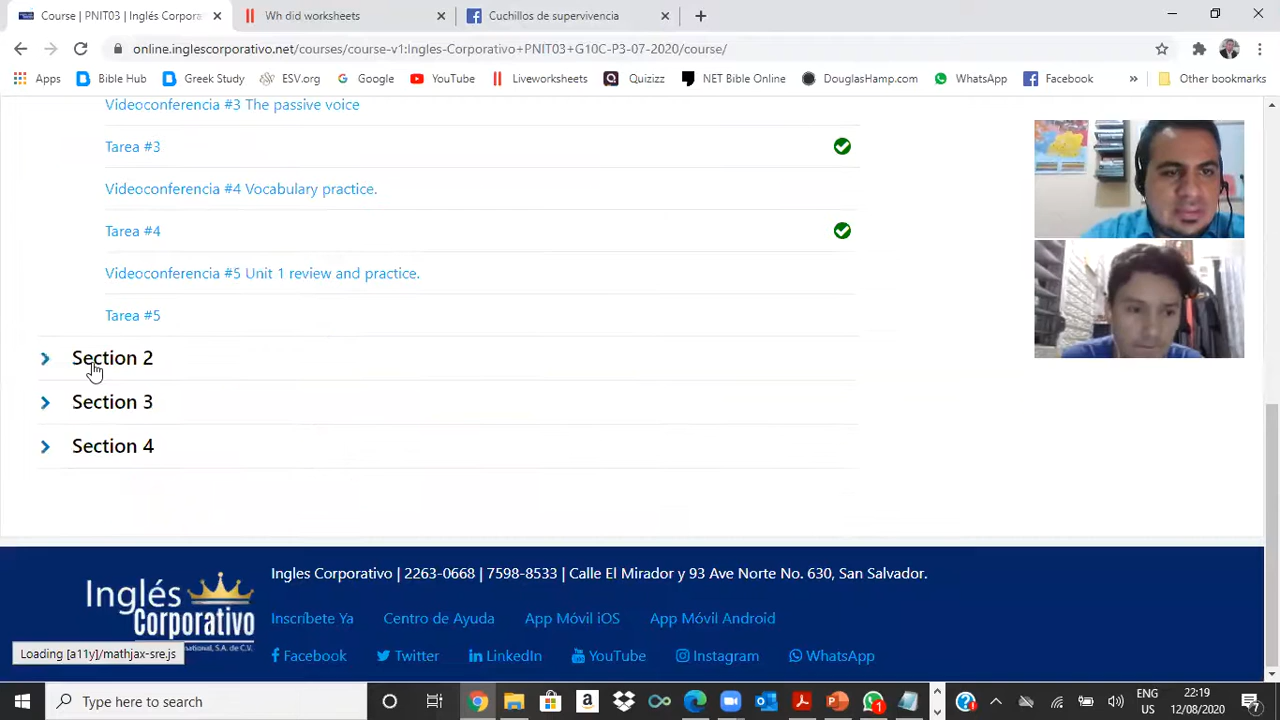 Course | PNIT03 | Inglés Corpora
Wh did worksheets
Cuchillos de supervivencia
online.inglescorporativo.net/courses/course-v1:Ingles-Corporativo+PNIT03+G10C-P3-07-2020/course/
Apps
Bible Hub
Greek Study
ESV.org
Google
YouTube
Liveworksheets
Quizizz
NET Bible Online
DouglasHamp.com
WhatsApp
Facebook
Other bookmarks
Videoconferencia #3 The passive voice
Tarea #3
Videoconferencia #4 Vocabulary practice.
Tarea #4
Videoconferencia #5 Unit 1 review and practice.
Tarea #5
Section 2
Section 3
Section 4
Inglés
Corporativo
Ingles Corporativo | 2263-0668 | 7598-8533 | Calle El Mirador y 93 Ave Norte No. 630, San Salvador.
Inscríbete Ya
Centro de Ayuda
App Móvil iOS
App Móvil Android
national, S.A. de C.V.
Loading [a11y]/mathjax-sre.js
Facebook
Twitter
LinkedIn
YouTube
Instagram
WhatsApp
Type here to search
1
ENG
US
22:19
12/08/2020
7